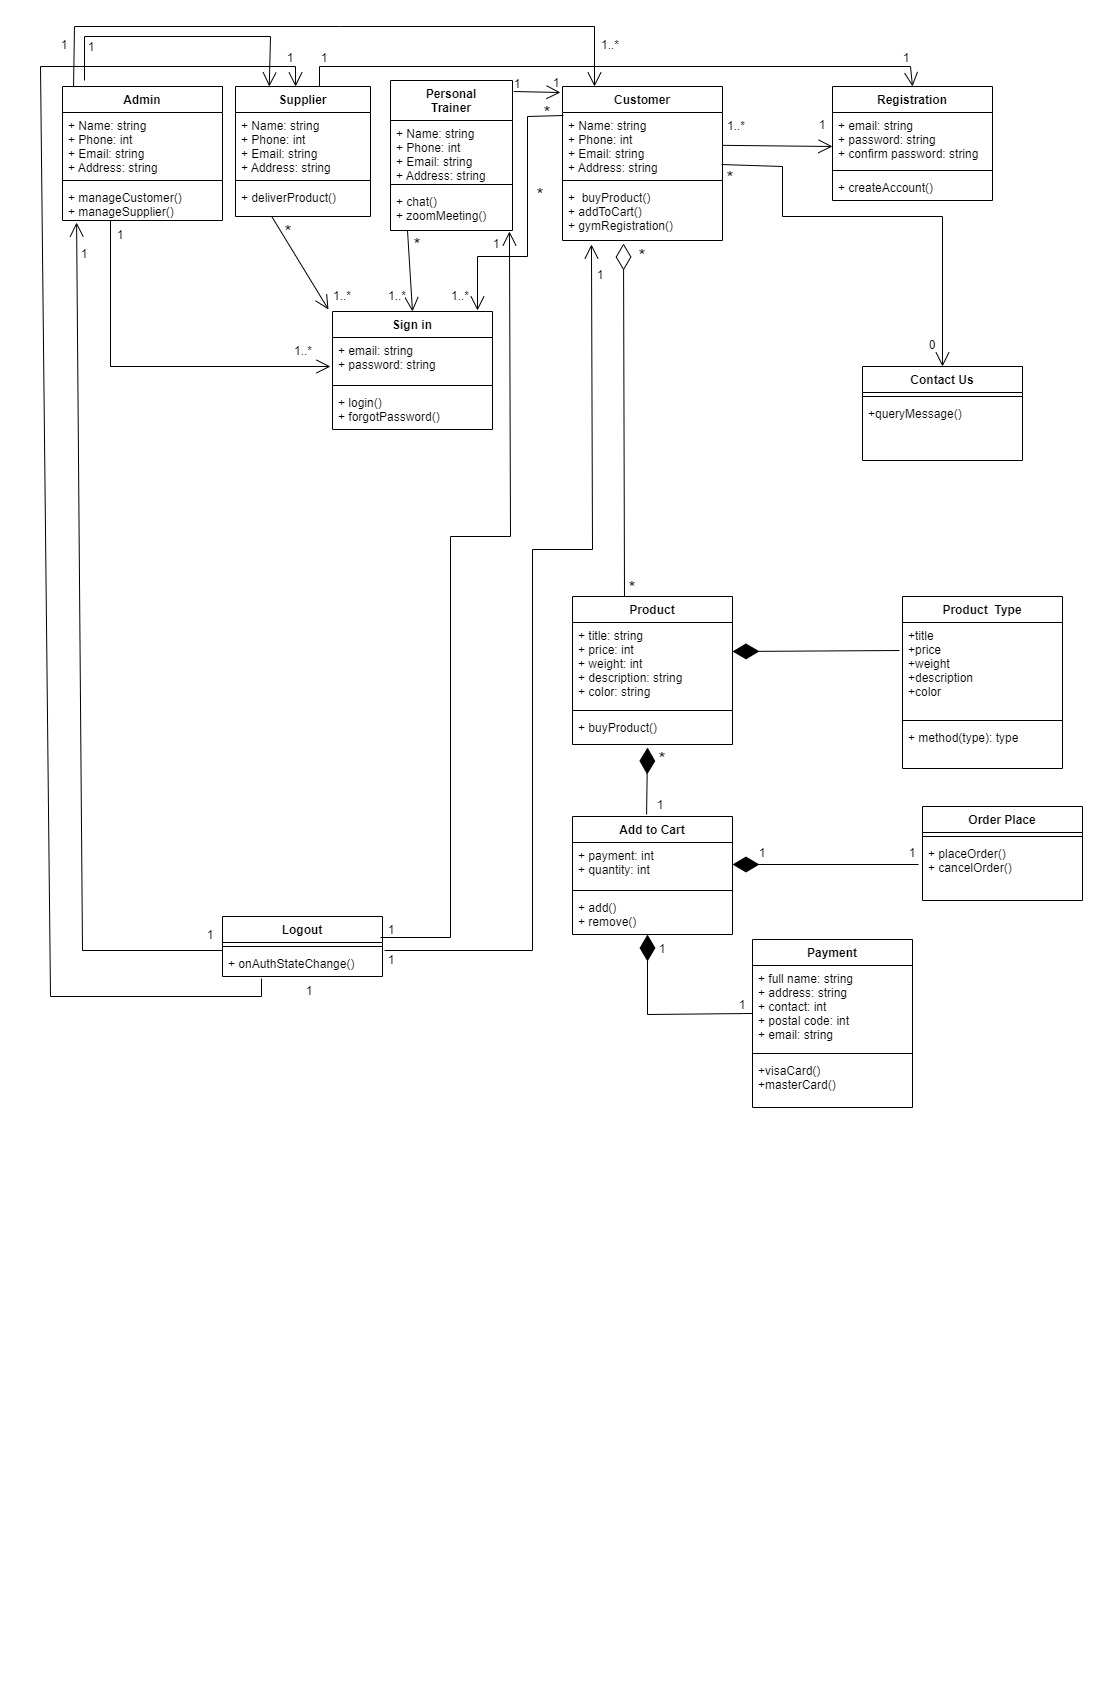 1
1
1..*
1
1
1
Admin
+ Name: string
+ Phone: int
+ Email: string
+ Address: string
+ manageCustomer()
+ manageSupplier()
Supplier
+ Name: string
+ Phone: int
+ Email: string
+ Address: string
+ deliverProduct()
Personal
Trainer
+ Name: string
+ Phone: int
+ Email: string
+ Address: string
+ chat()
+ zoomMeeting()
1
1
*
*
Customer
+ Name: string
+ Phone: int
+ Email: string
+ Address: string
+  buyProduct()
+ addToCart()
+ gymRegistration()
1..*
1
*
Registration
+ email: string
+ password: string
+ confirm password: string
+ createAccount()
1
1
*
*
1
1
*
1..*
1..*
1..*
1..*
Sign in
+ email: string
+ password: string
+ login()
+ forgotPassword()
0
Contact Us
+queryMessage()
*
Product
+ title: string
+ price: int
+ weight: int
+ description: string
+ color: string
+ buyProduct()
Product  Type
+title
+price
+weight
+description
+color
+ method(type): type
*
1
Add to Cart
+ payment: int
+ quantity: int
+ add()
+ remove()
1
1
Order Place
+ placeOrder()
+ cancelOrder()
1
1
1
1
Logout
+ onAuthStateChange()
1
1
Payment
+ full name: string
+ address: string
+ contact: int
+ postal code: int
+ email: string
+visaCard()
+masterCard()